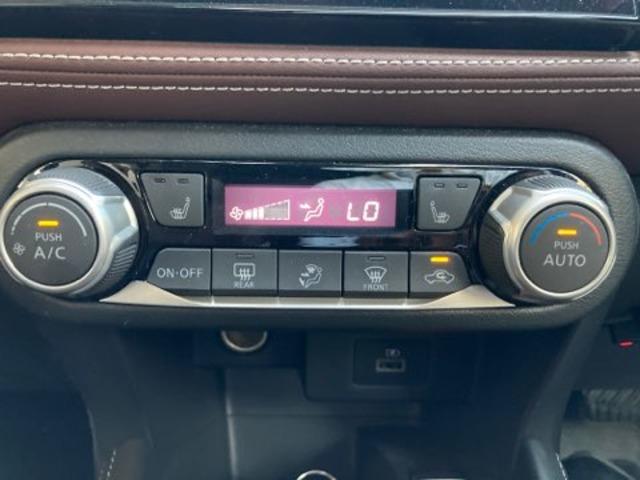 PUSH
A/C
LO
ON·OFF
REAR
FRONT
PUSH
AUTO